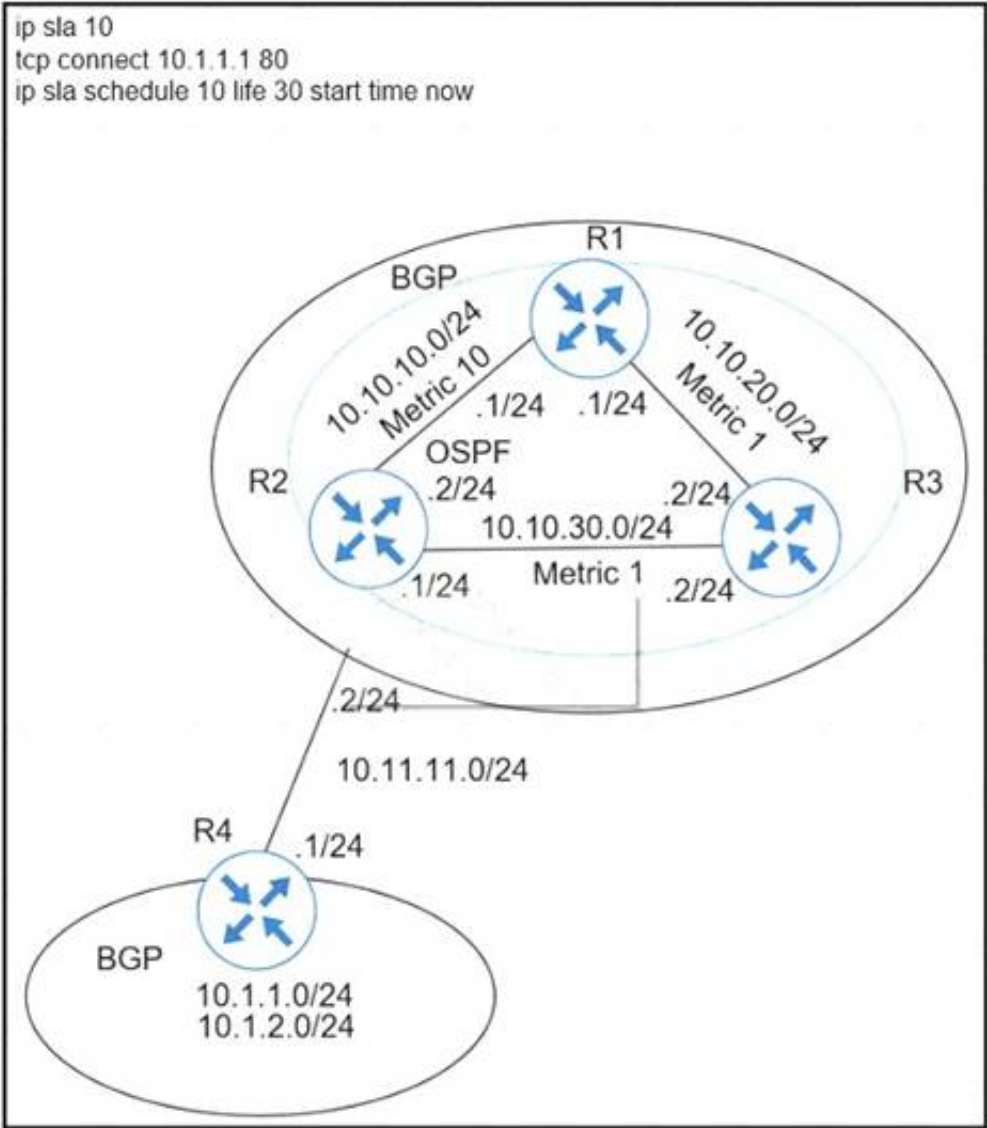 ip sla 10
tcp connect 10.1.1.1 80
ip sla schedule 10 life 30 start time now
R1
BGP
10.10.10.0/24
Metric 10
10.10.20.0/24
Metric 1
.1/24
.1/24
OSPF
R2
.2/24
.2/24
R3
10.10.30.0/24
Metric 1
.1/24
.2/24
.2/24
10.11.11.0/24
R4
.1/24
BGP
10.1.1.0/24
10.1.2.0/24